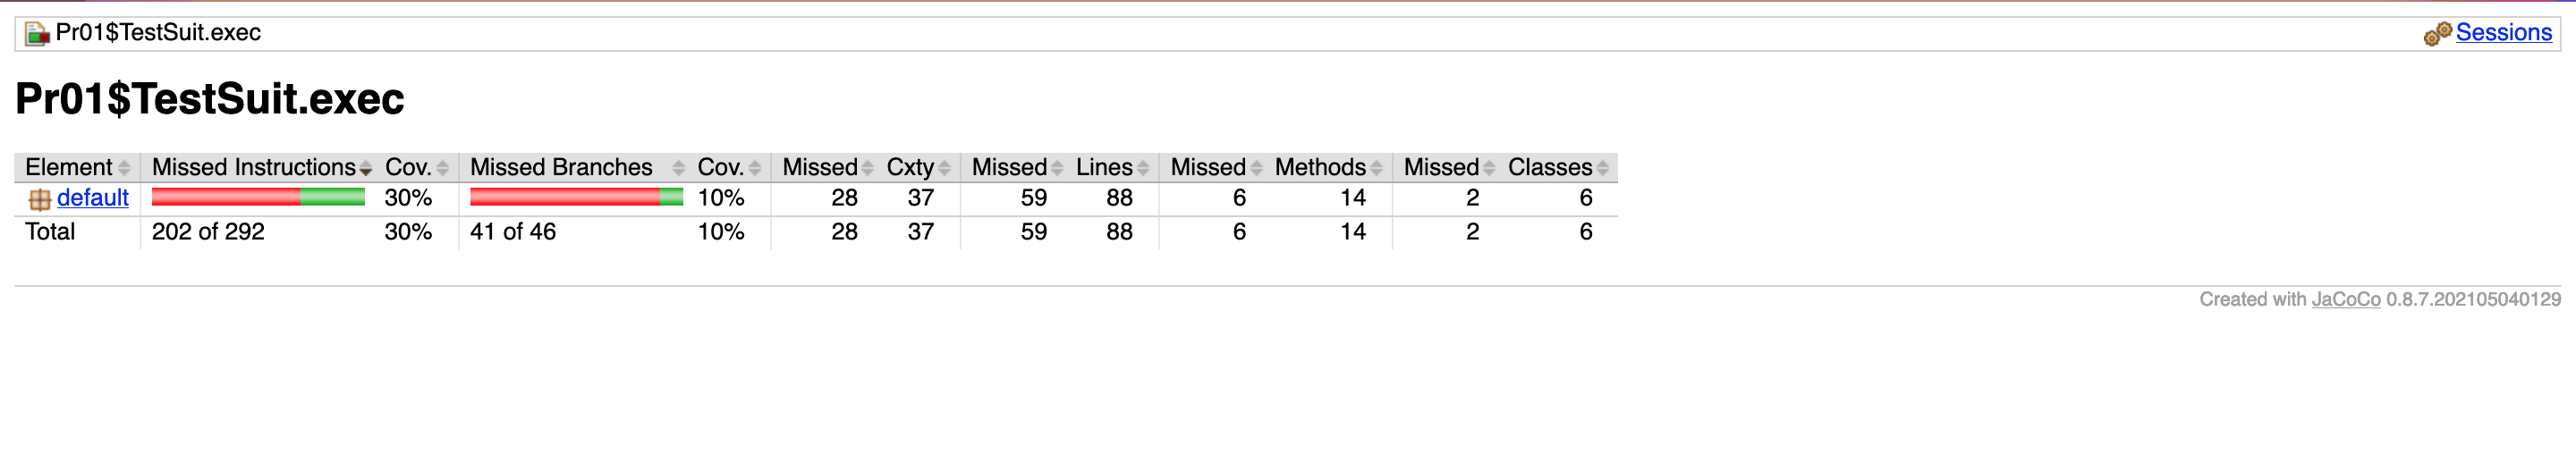 Pr01$TestSuit.exec Sessions
Pr01$TestSuit.exec
Element Missed Instructions Cov. Missed Branches Cov. Missed Cxty Missed Lines Missed Methods Missed Classes
default 30% 10% 28 37 59 88 6 14 2 6
Total 202 of 292 30% 41 of 46 10% 28 37 59 88 6 14 2 6
Created with JaCoCo 0.8.7.202105040129